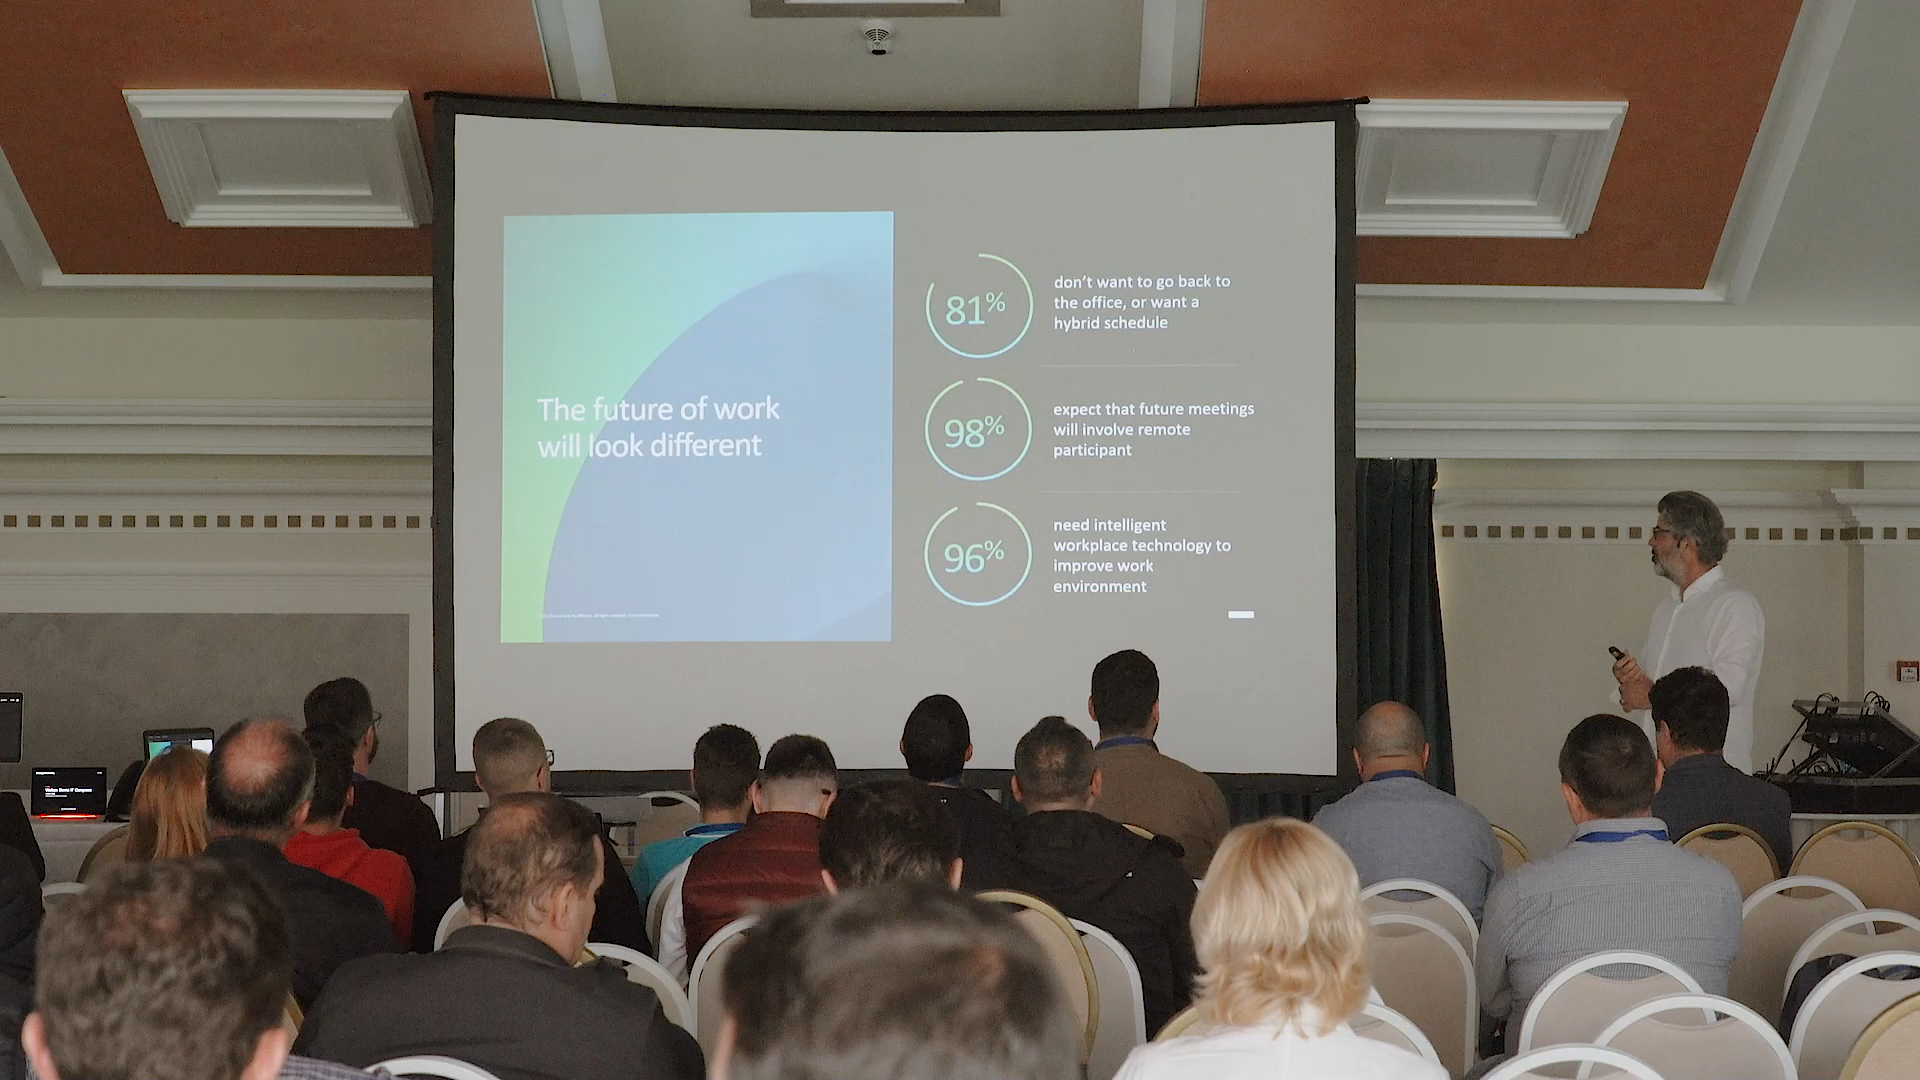 The future of work
will look different
81%
don't want to go back to
the office, or want a
hybrid schedule
98%
expect that future meetings
will involve remote
participant
96%
need intelligent
workplace technology to
improve work
environment